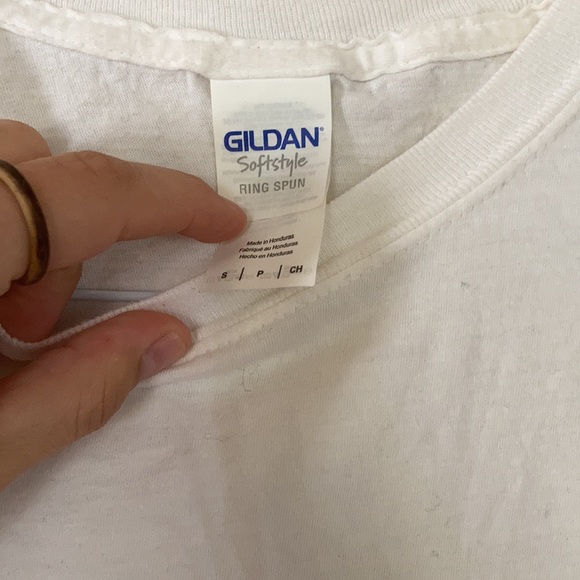 GILDAN®
Softstyle
RING SPUN
Made in Honduras
Fabriqué au Honduras
Hecho en Honduras
S / P / CH